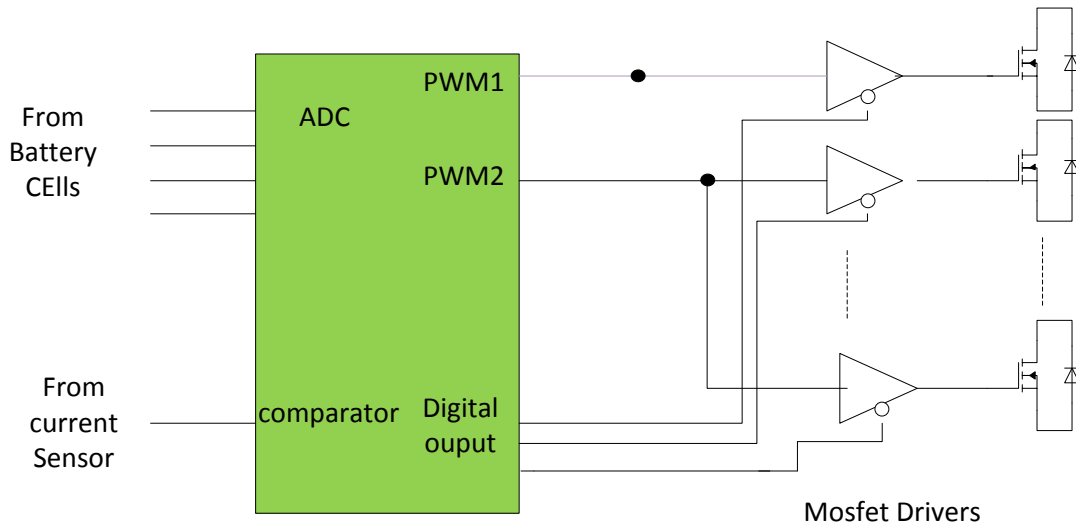 From
Battery
CElls
ADC
PWM1
PWM2
From
current
Sensor
comparator
Digital
ouput
Mosfet Drivers